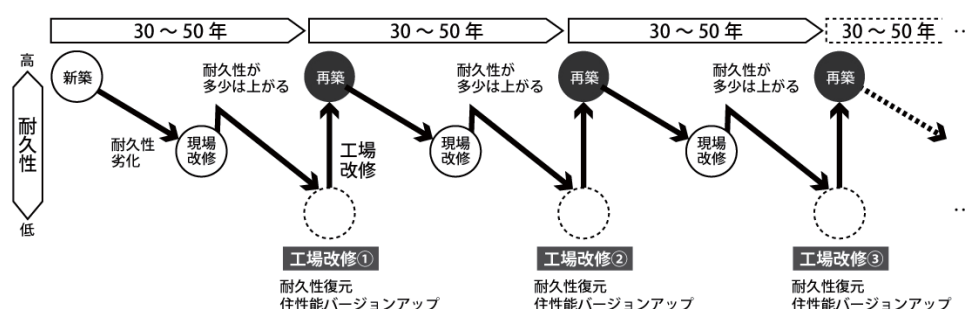 30～50年
30～50年
30～50年
30～50年
…
高
耐久性
低
新築
耐久性
劣化
現場
改修
耐久性が
多少は上がる
再築
工場
改修
現場
改修
耐久性が
多少は上がる
再築
現場
改修
耐久性が
多少は上がる
再築
…
工場改修①
耐久性復元
住性能バージョンアップ
工場改修②
耐久性復元
住性能バージョンアップ
工場改修③
耐久性復元
住性能バージョンアップ